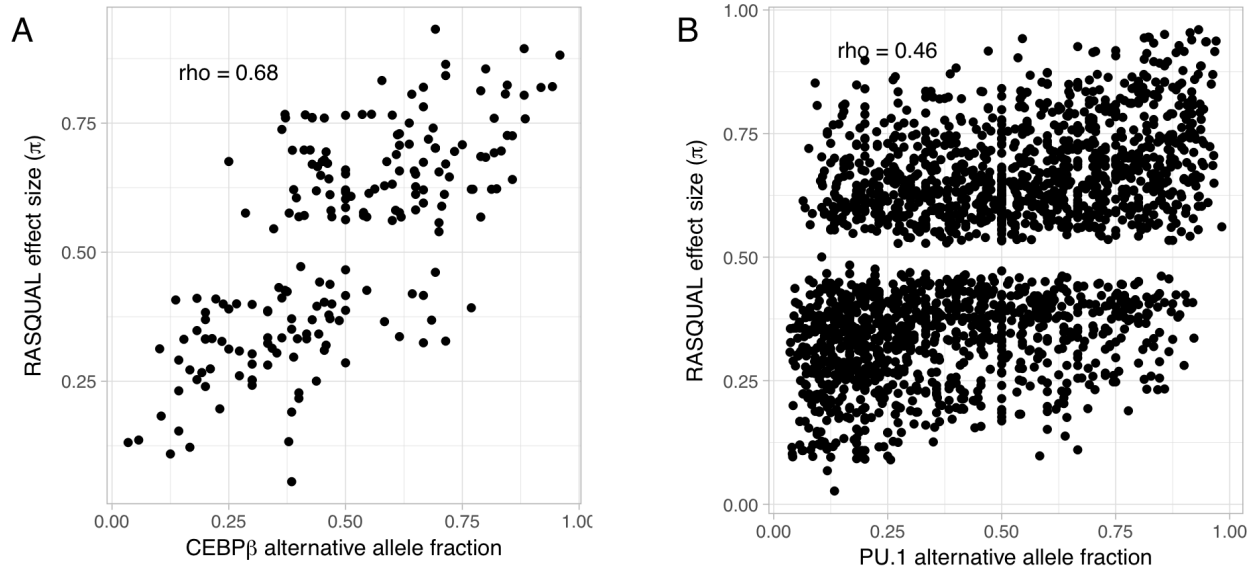 A
rho = 0.68
RASQUAL effect size (π)
0.75
0.50
0.25
0.00 0.25 0.50 0.75 1.00
CEBPβ alternative allele fraction
B
rho = 0.46
RASQUAL effect size (π)
1.00
0.75
0.50
0.25
0.00
0.00 0.25 0.50 0.75 1.00
PU.1 alternative allele fraction